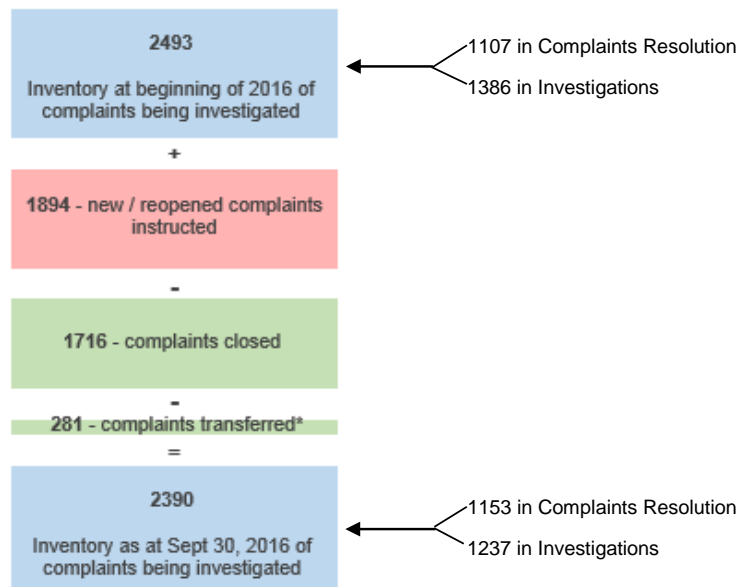 2493
1107 in Complaints Resolution
Inventory at beginning of 2016 of
1386 in Investigations
complaints being investigated
+
1894 - new / reopened complaints
instructed
-
1716 - complaints closed
-
281 - complaints transferred*
=
2390
1153 in Complaints Resolution
Inventory as at Sept 30, 2016 of
1237 in Investigations
complaints being investigated